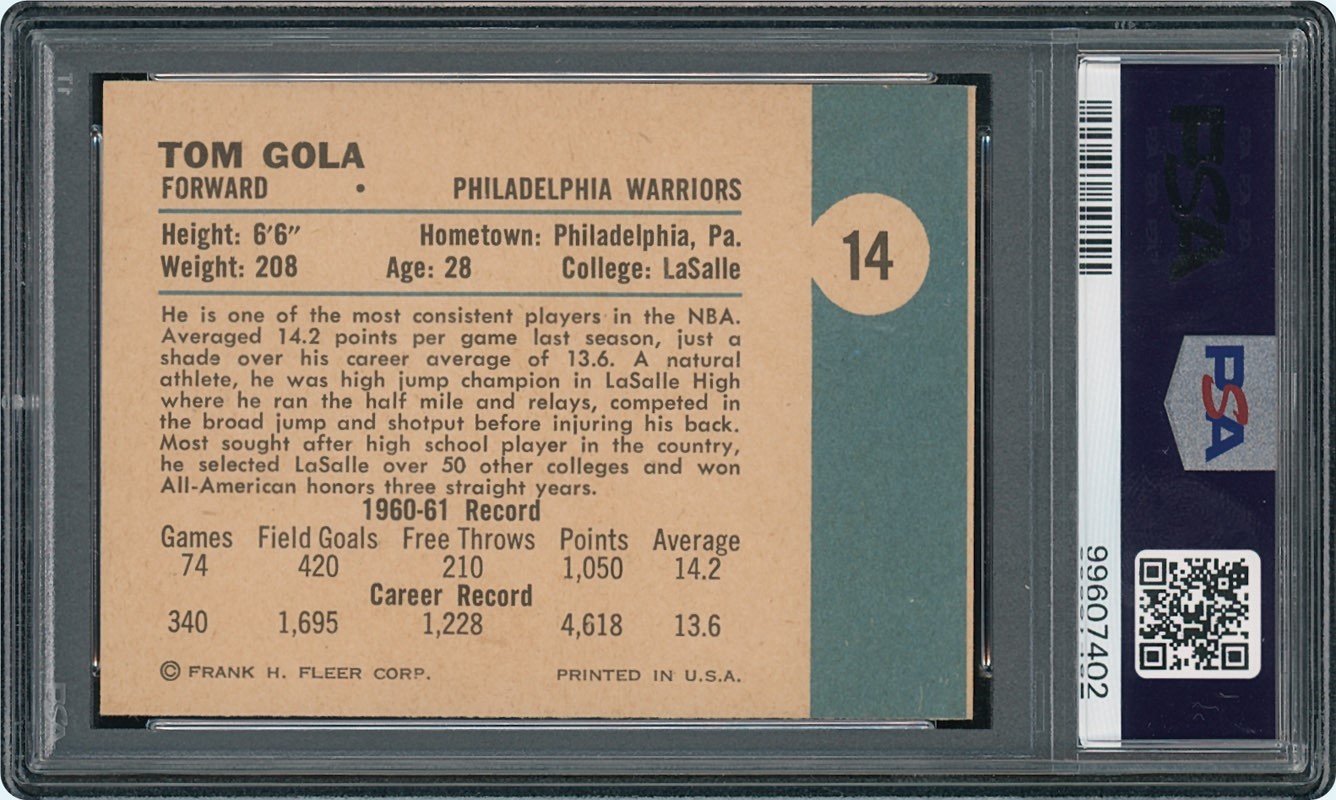 TOM GOLA
FORWARD • PHILADELPHIA WARRIORS
Height: 6'6" Hometown: Philadelphia, Pa.
Weight: 208 Age: 28 College: LaSalle
14
He is one of the most consistent players in the NBA.
Averaged 14.2 points per game last season, just a
shade over his career average of 13.6. A natural
athlete, he was high jump champion in LaSalle High
where he ran the half mile and relays, competed in
the broad jump and shotput before injuring his back.
Most sought after high school player in the country,
he selected LaSalle over 50 other colleges and won
All-American honors three straight years.
1960-61 Record
Games Field Goals Free Throws Points Average
74 420 210 1,050 14.2
Career Record
340 1,695 1,228 4,618 13.6
© FRANK H. FLEER CORP. PRINTED IN U.S.A.
PSA
PSA
99607402
PSA